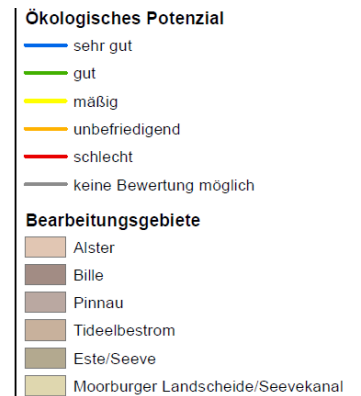 Ökologisches Potenzial
sehr gut
gut
mäßig
unbefriedigend
schlecht
keine Bewertung möglich
Bearbeitungsgebiete
Alster
Bille
Pinnau
Tideelbestrom
Este/Seeve
Moorburger Landscheide/Seevekanal